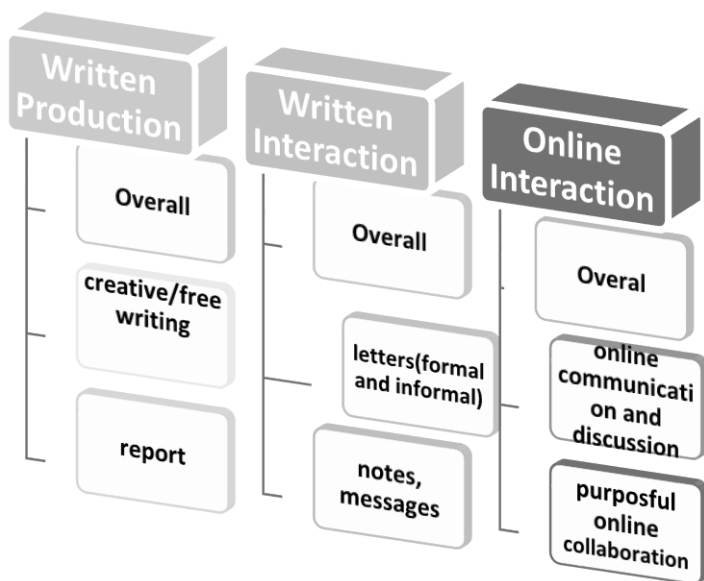 Written
Production
Overall
creative/free
writing
report
Written
Interaction
Overall
letters(formal
and informal)
notes,
messages
Online
Interaction
Overal
online
communicati
on and
discussion
purposful
online
collaboration